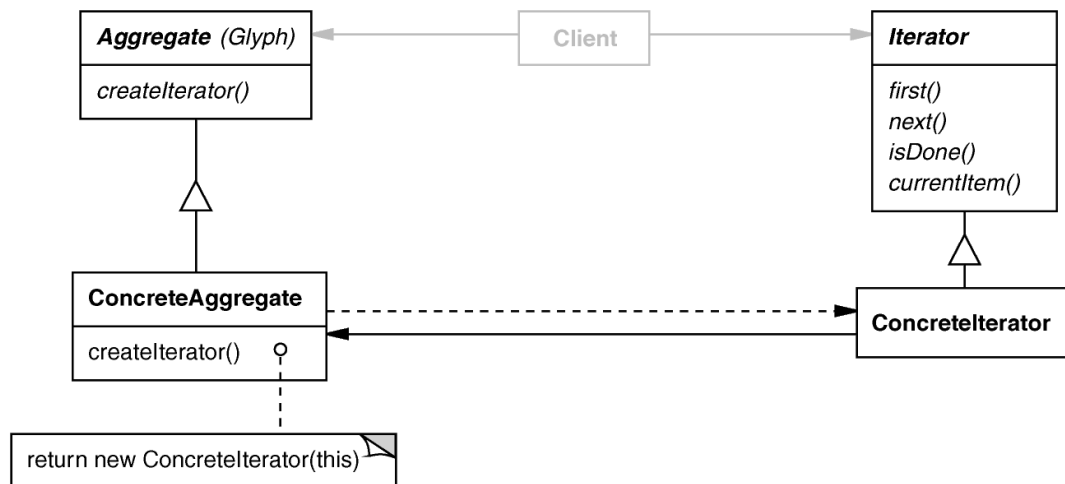 Aggregate (Glyph)
createIterator()
Client
Iterator
first()
next()
isDone()
currentItem()
ConcreteAggregate
createIterator()
ConcreteIterator
return new ConcreteIterator(this)